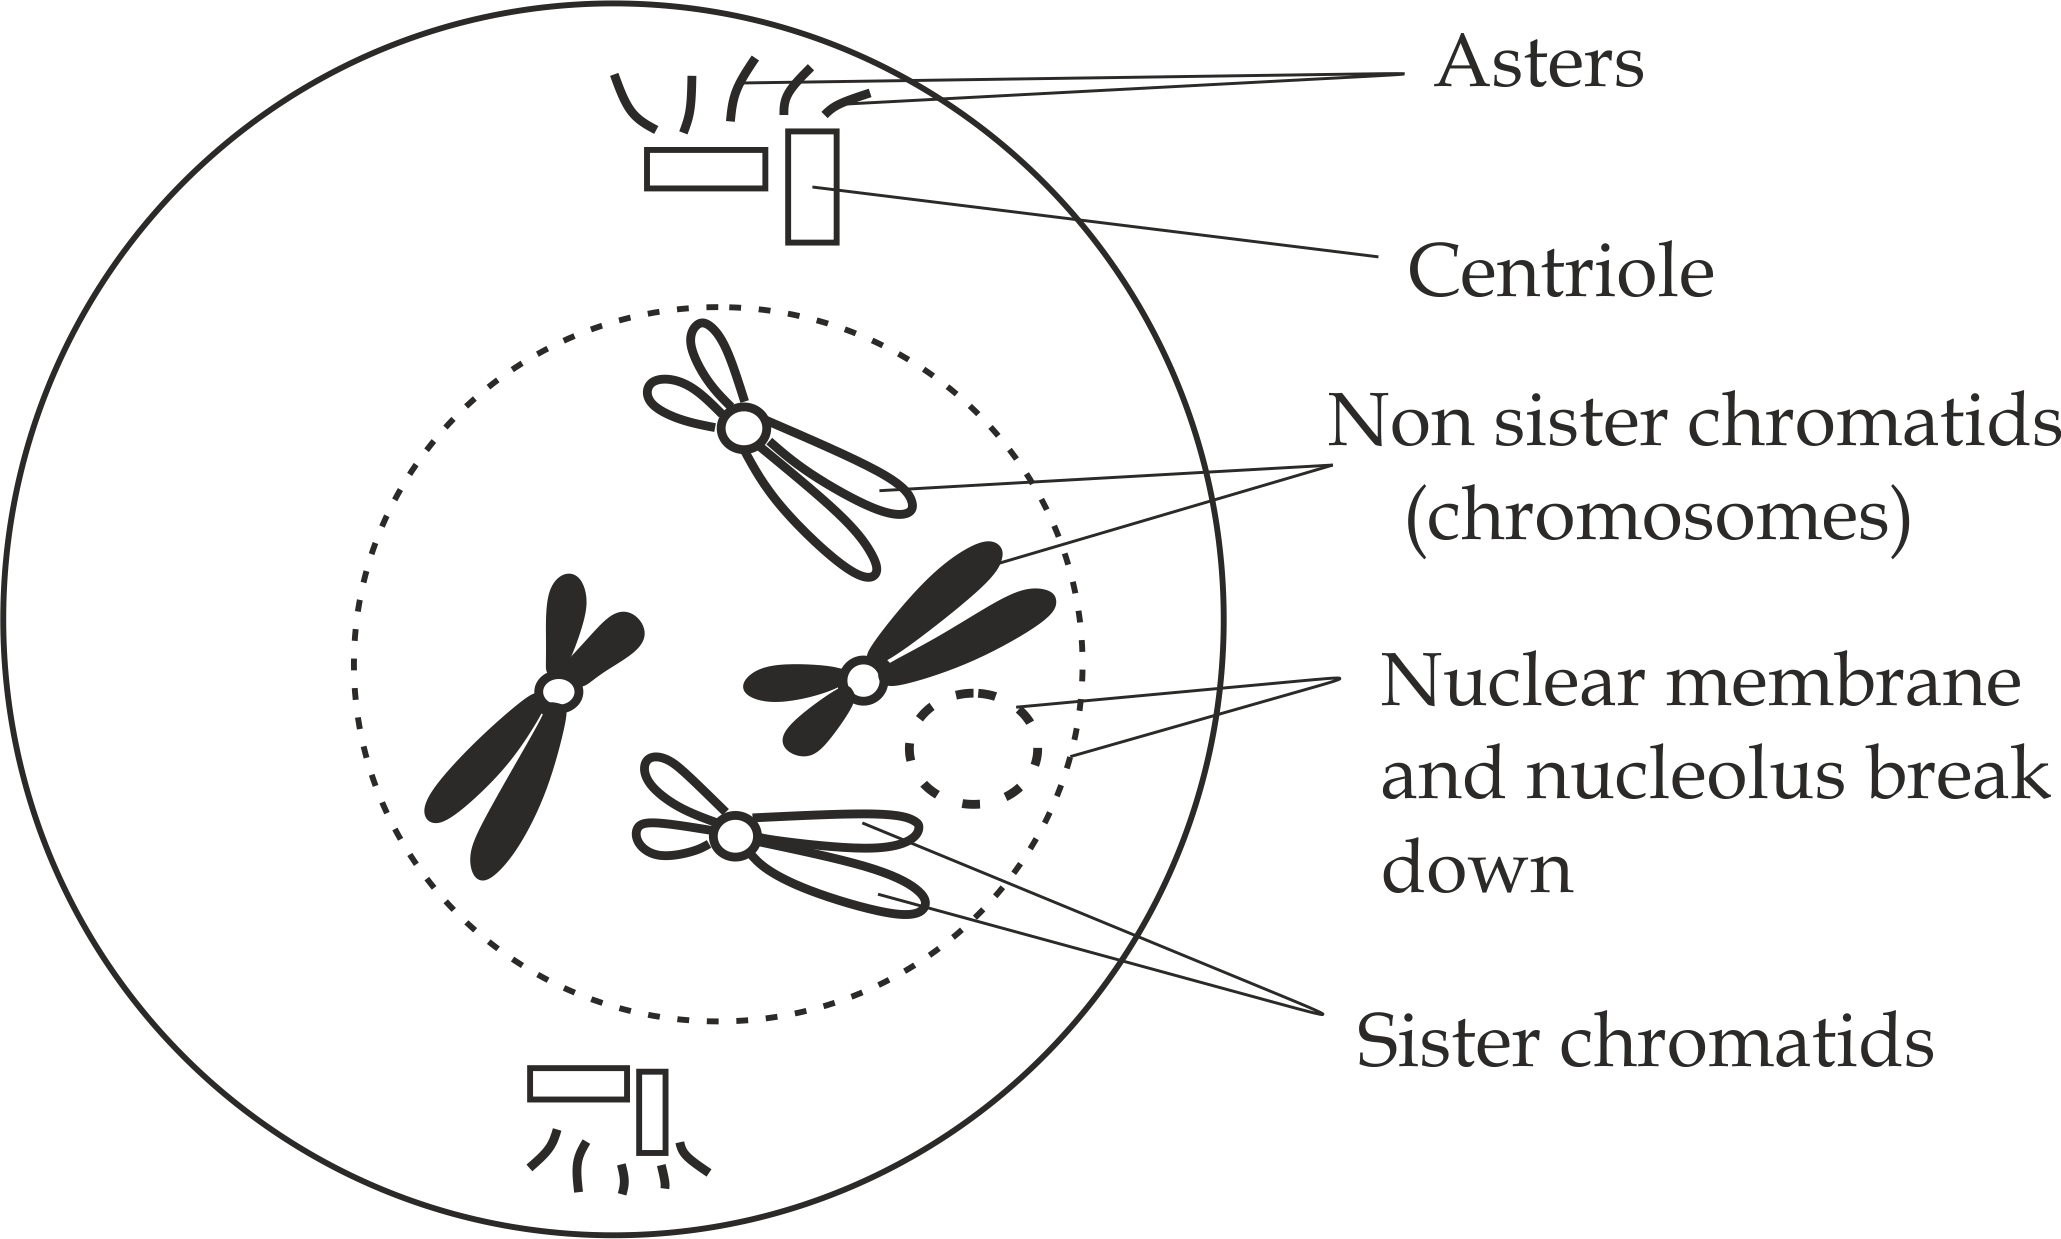 Asters
Centriole
Non sister chromatids
(chromosomes)
Nuclear membrane
and nucleolus break
down
Sister chromatids